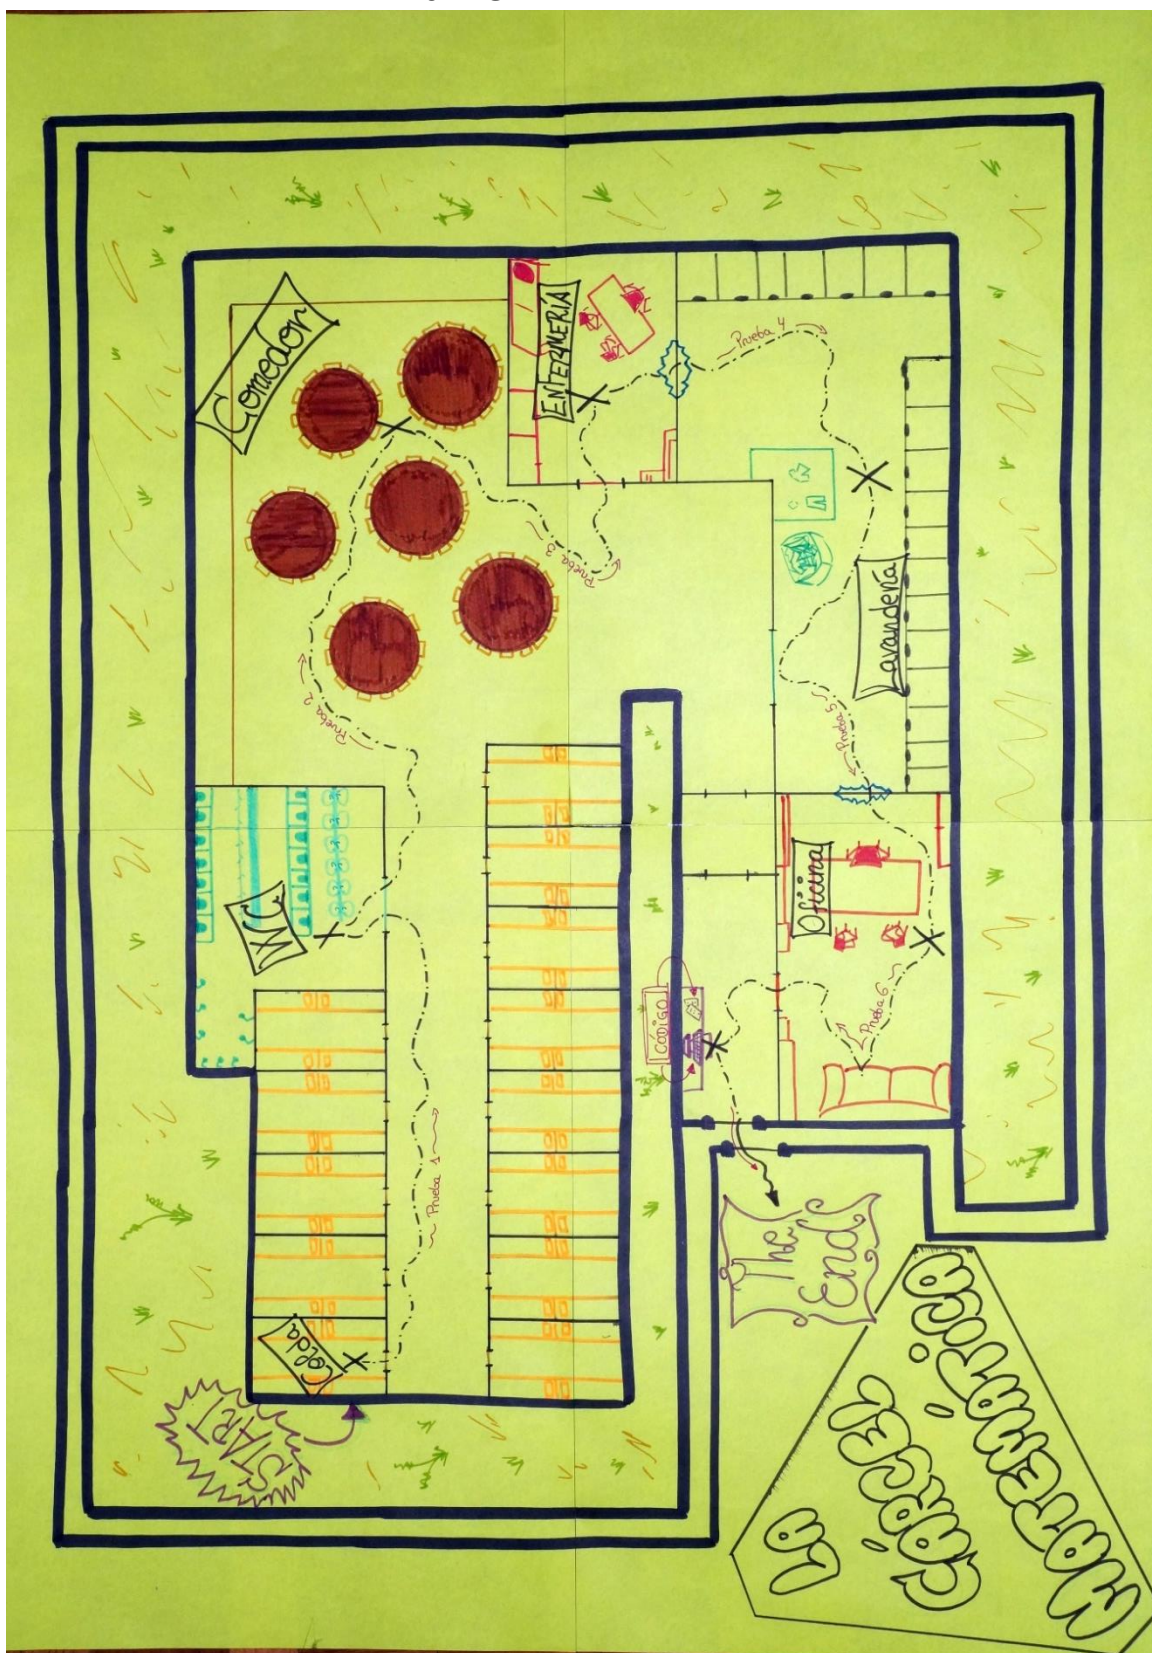 Comedor
ENFERMERÍA
Prueba 4
Prueba 3
Lavandería
Prueba 2
Prueba 5
WC
Oficina
CÓDIGO
Prueba 6
Prueba 1
Celda
START
The
End
LA
CÁRCEL
MATEMÁTICA